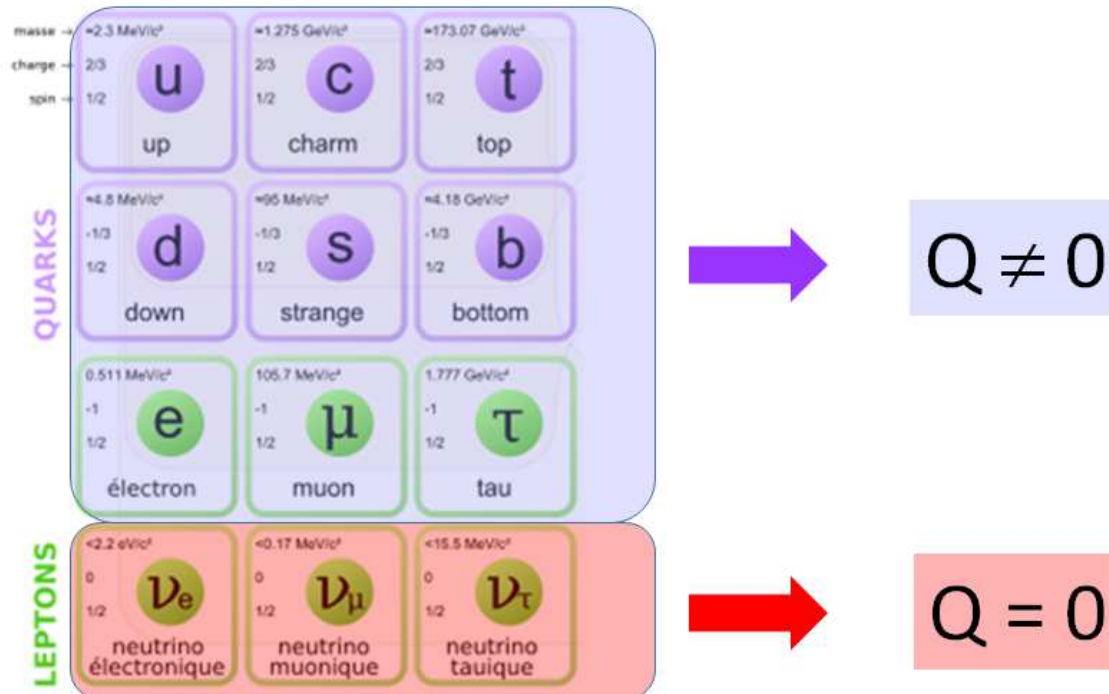 masse → ≈2.3 MeV/c² ≈1.275 GeV/c² ≈173.07 GeV/c²
charge → 2/3 2/3 2/3
u c t
spin → 1/2 1/2 1/2
up charm top
QUARKS
≈4.8 MeV/c² ≈95 MeV/c² ≈4.18 GeV/c²
-1/3 -1/3 -1/3
d s b
1/2 1/2 1/2
down strange bottom
Q ≠ 0
0.511 MeV/c² 105.7 MeV/c² 1.777 GeV/c²
-1 -1 -1
e μ τ
1/2 1/2 1/2
électron muon tau
LEPTONS
<2.2 eV/c² <0.17 MeV/c² <15.5 MeV/c²
0 0 0
νe νμ ντ
1/2 1/2 1/2
neutrino neutrino neutrino
électronique muonique tauique
Q = 0